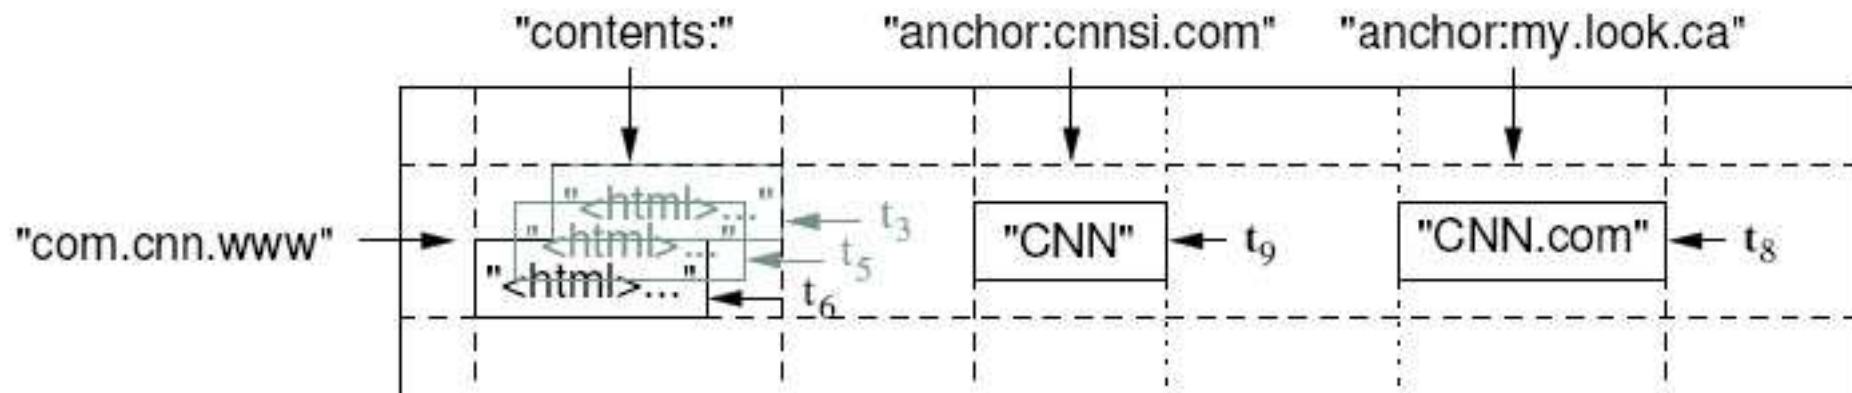 "contents:" "anchor:cnnsi.com" "anchor:my.look.ca"
"<html>..." t3
"com.cnn.www" "<html>..." t5 "CNN" t9 "CNN.com" t8
"<html>..." t6